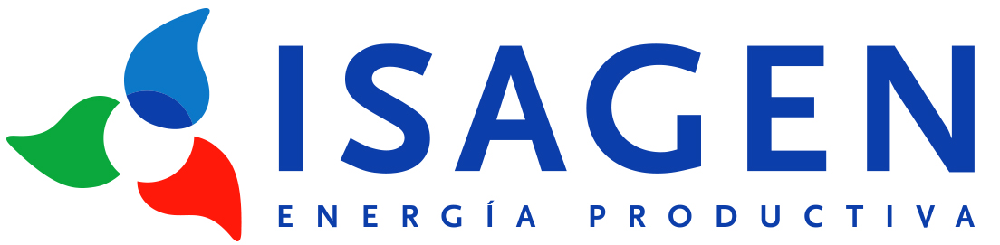 ISAGEN
ENERGÍA PRODUCTIVA